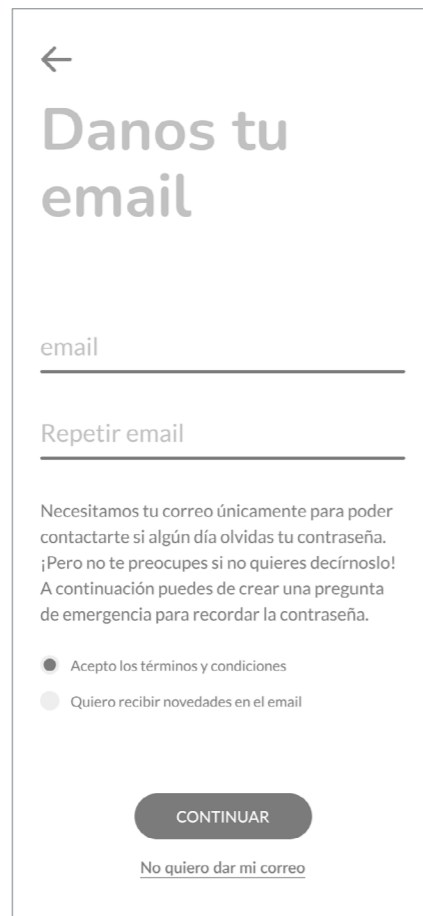 Danos tu
email
email
Repetir email
Necesitamos tu correo únicamente para poder
contactarte si algún día olvidas tu contraseña.
¡Pero no te preocupes si no quieres decírnoslo!
A continuación puedes de crear una pregunta
de emergencia para recordar la contraseña.
Acepto los términos y condiciones
Quiero recibir novedades en el email
CONTINUAR
No quiero dar mi correo